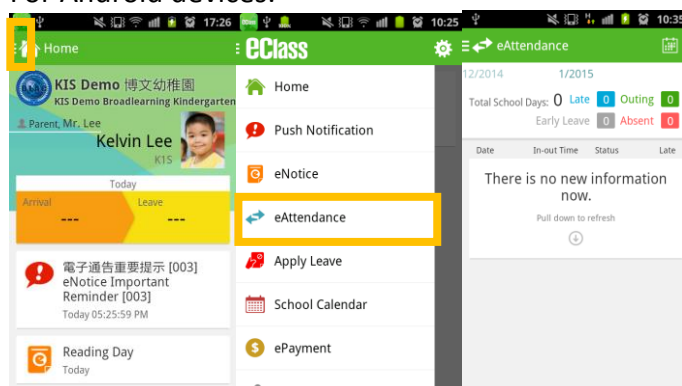 For Android devices:
17:26
Home
KIS Demo 博文幼稚園
KIS Demo Broadlearning Kindergarten
Parent, Mr. Lee
Kelvin Lee
K1S
Today
Arrival
---
Leave
---
電子通告重要提示 [003]
eNotice Important
Reminder [003]
Today 05:25:59 PM
Reading Day
Today
10:25
eClass
Home
Push Notification
eNotice
eAttendance
Apply Leave
School Calendar
ePayment
10:35
eAttendance
12/2014
1/2015
Total School Days: 0 Late 0 Outing 0
Early Leave 0 Absent 0
Date In-out Time Status Late
There is no new information
now.
Pull down to refresh